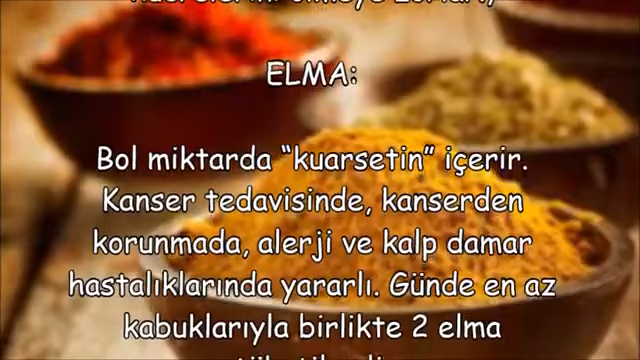 ELMA:
Bol miktarda “kuarsetin” içerir.
Kanser tedavisinde, kanserden
korunmada, alerji ve kalp damar
hastalıklarında yararlı. Günde en az
kabuklarıyla birlikte 2 elma